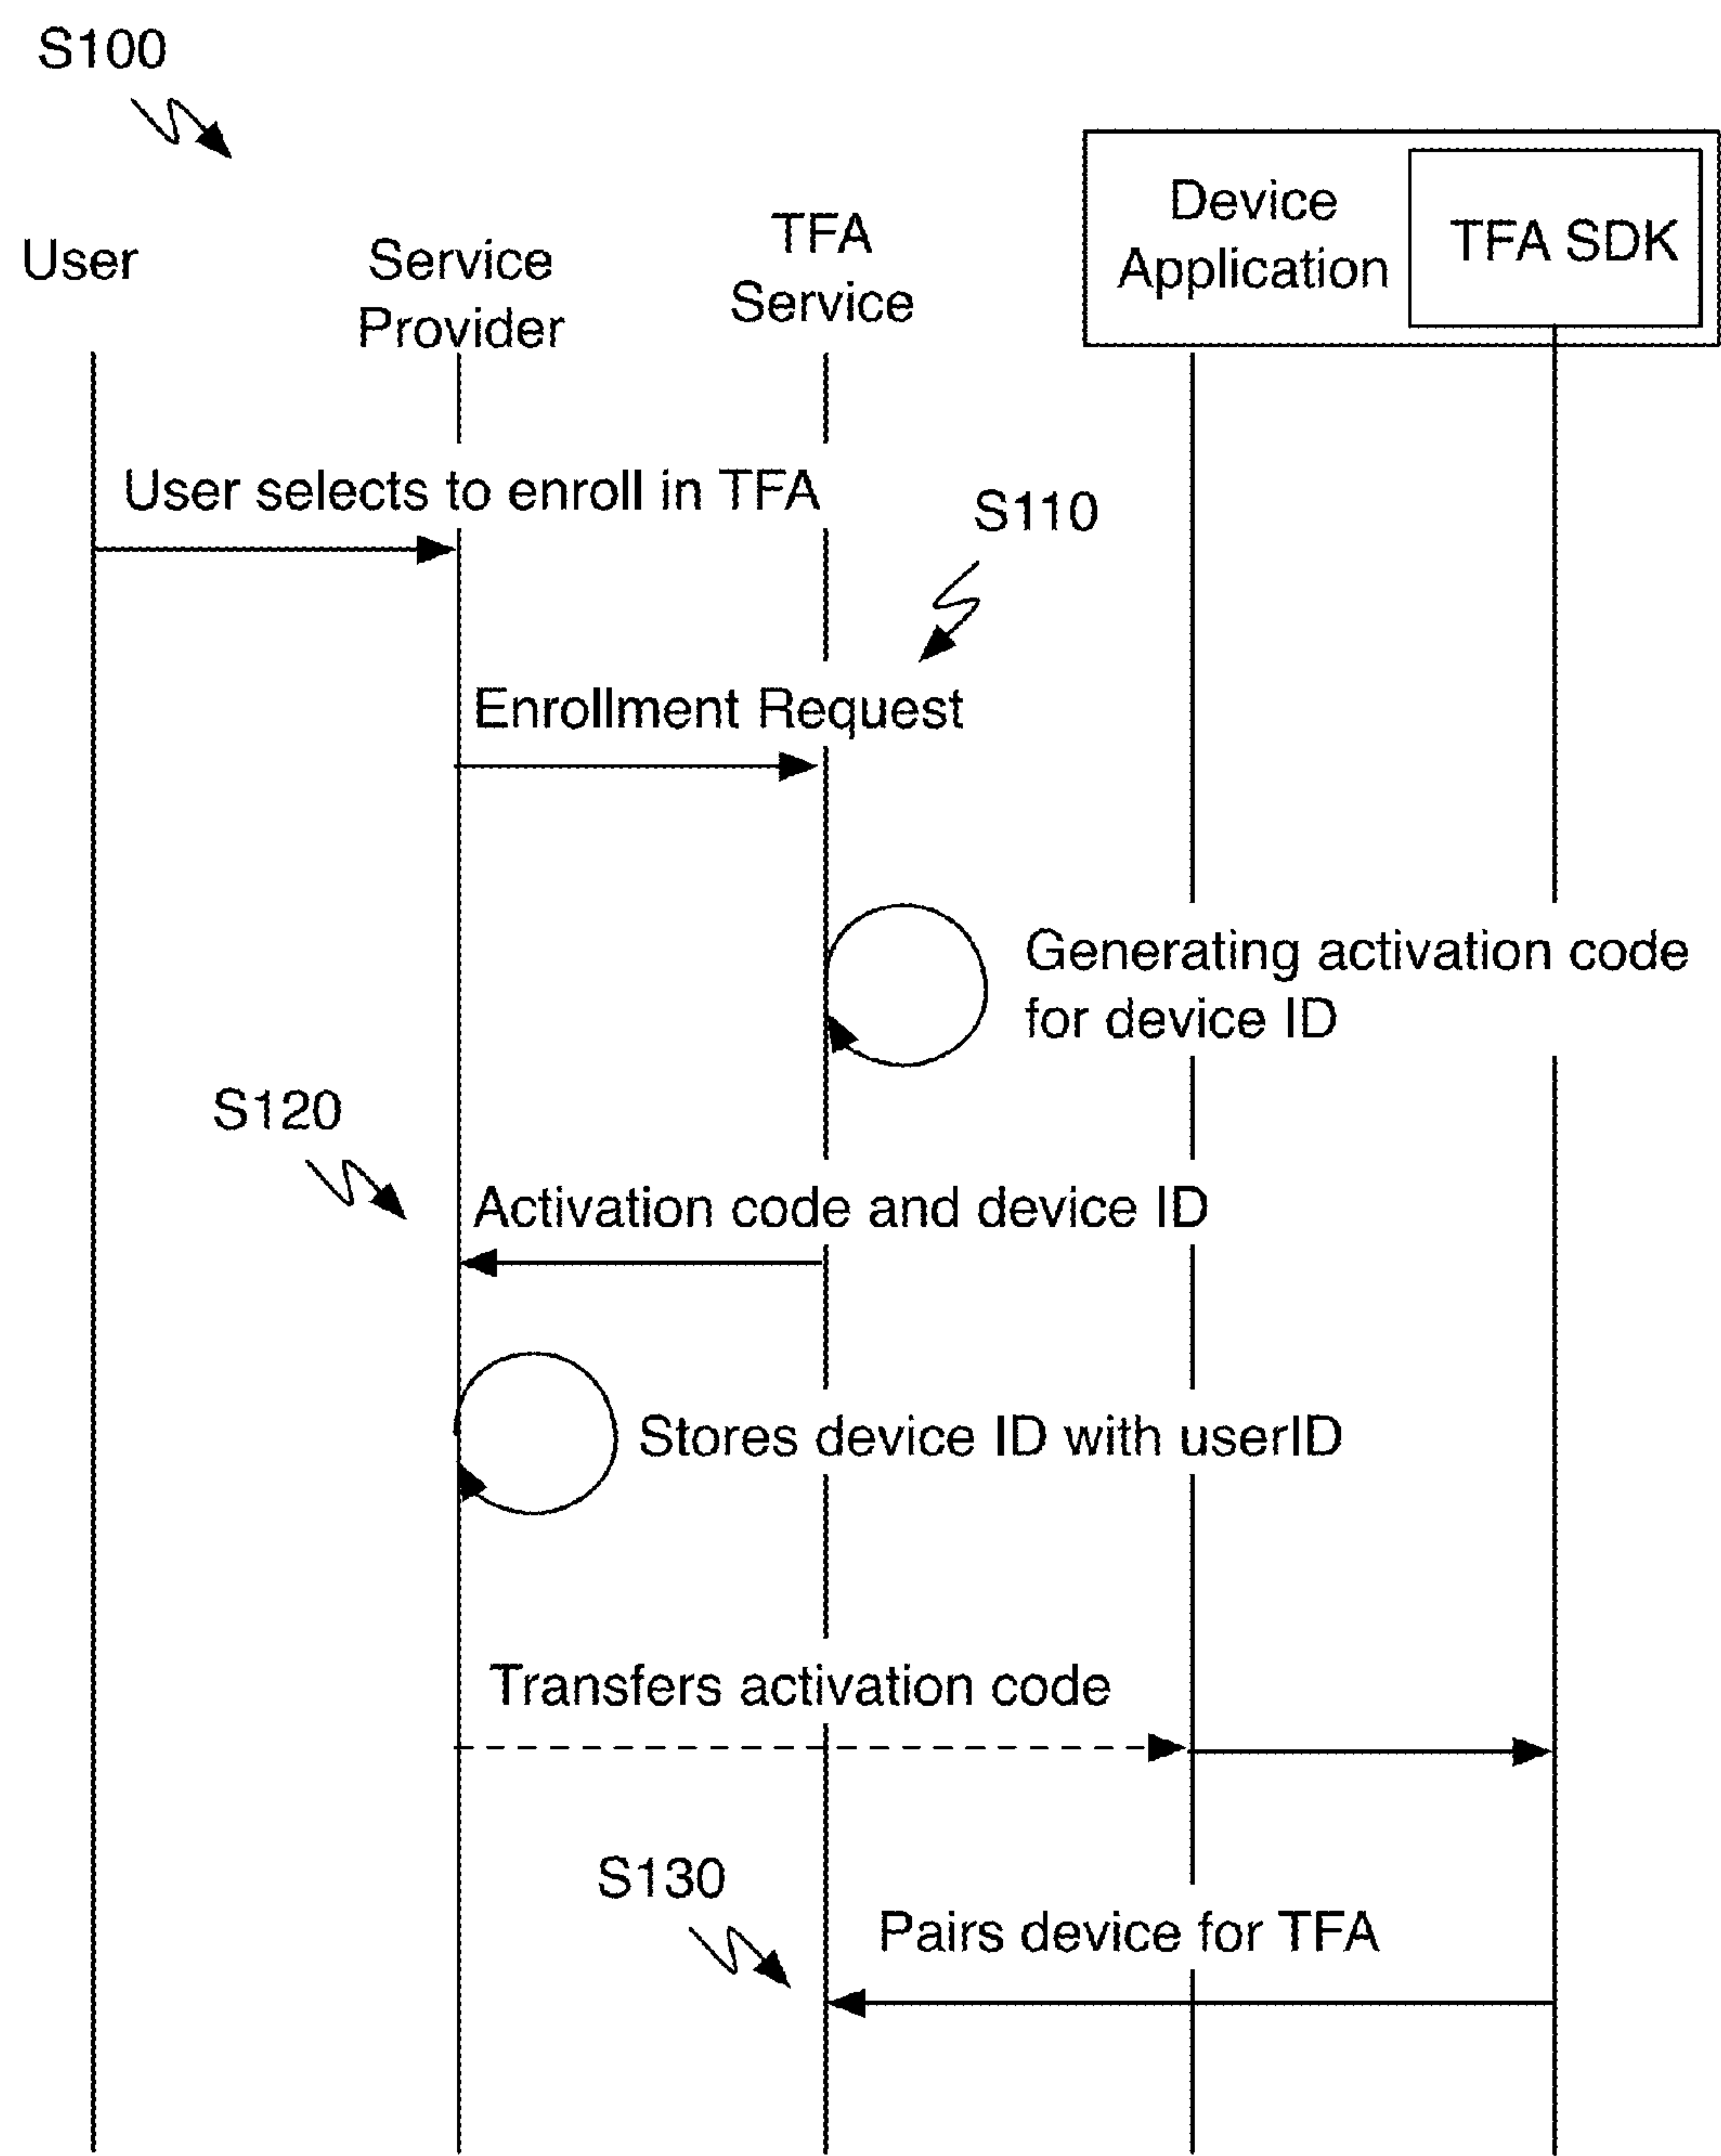 S100
User
Service
Provider
TFA
Service
Device
Application
TFA SDK
User selects to enroll in TFA
S110
Enrollment Request
Generating activation code
for device ID
S120
Activation code and device ID
Stores device ID with userID
Transfers activation code
S130
Pairs device for TFA